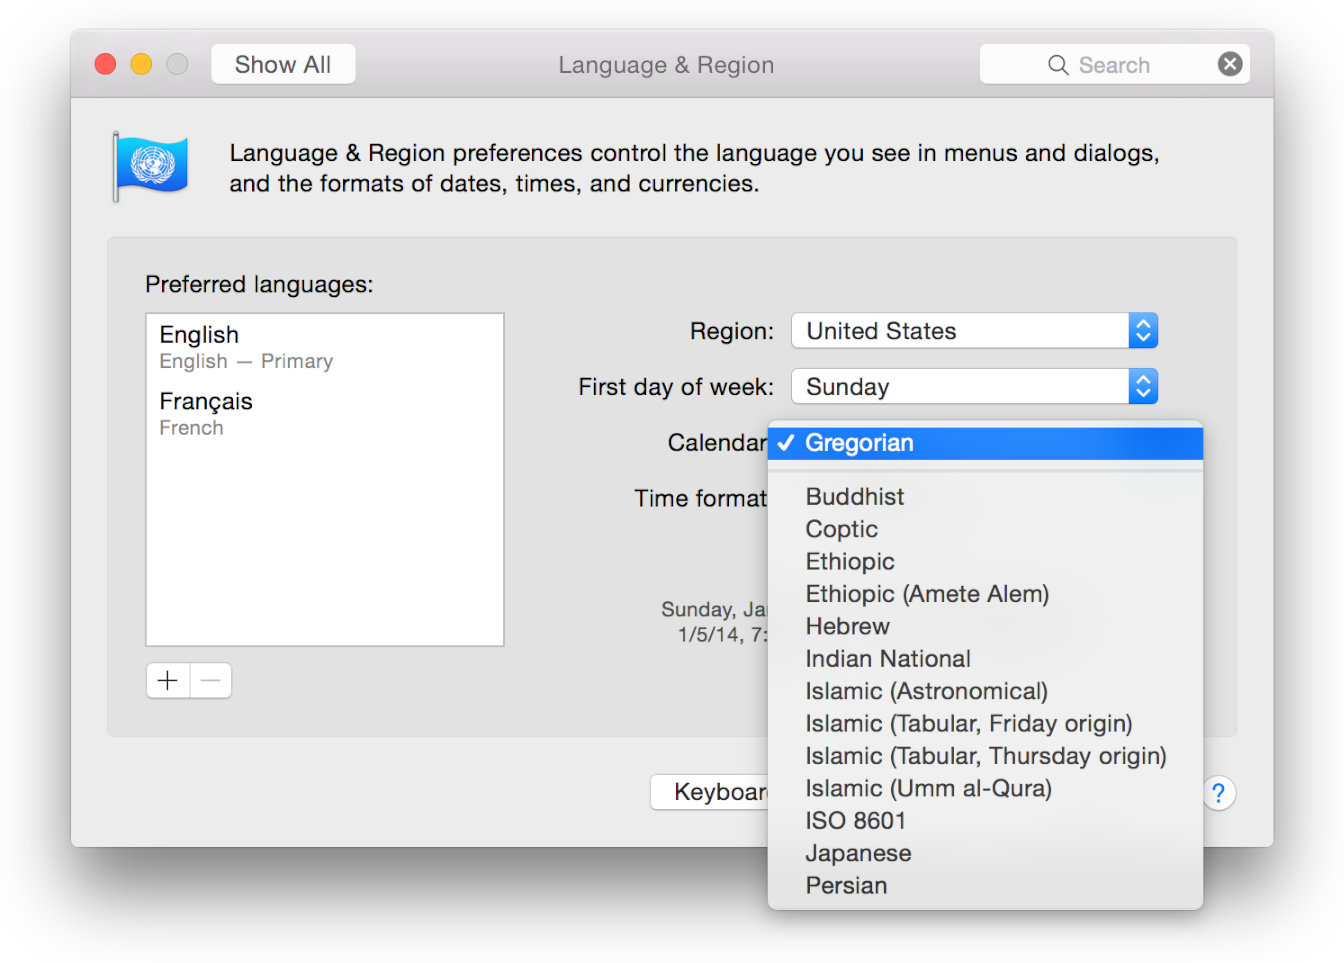 Show All
Language & Region
Search
Language & Region preferences control the language you see in menus and dialogs,
and the formats of dates, times, and currencies.
Preferred languages:
English
English — Primary
Français
French
Region:
United States
First day of week:
Sunday
Calendar
✓ Gregorian
Time format
Buddhist
Coptic
Ethiopic
Ethiopic (Amete Alem)
Hebrew
Indian National
Islamic (Astronomical)
Islamic (Tabular, Friday origin)
Islamic (Tabular, Thursday origin)
Islamic (Umm al-Qura)
ISO 8601
Japanese
Persian
Sunday, Ja
1/5/14, 7:
Keyboar
?